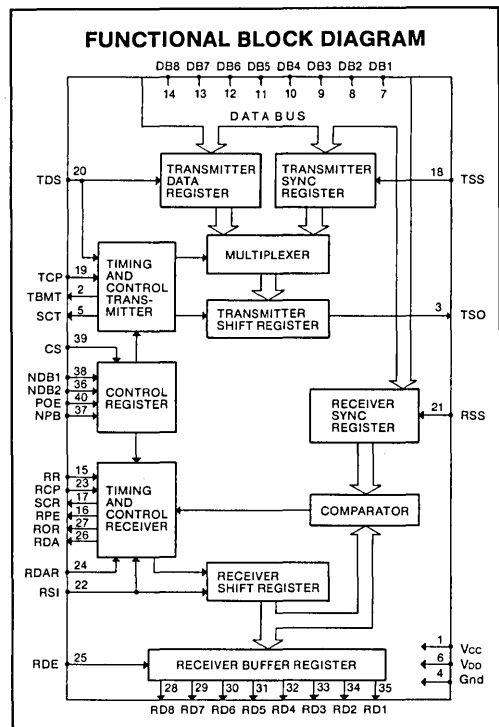 FUNCTIONAL BLOCK DIAGRAM
DB8 DB7 DB6 DB5 DB4 DB3 DB2 DB1
14 13 12 11 10 9 8 7
DATA BUS
TDS 20
TRANSMITTER
DATA
REGISTER
TRANSMITTER
SYNC
REGISTER
18 TSS
TCP 19
TBMT 2
SCT 5
TIMING
AND
CONTROL
TRANS-
MITTER
MULTIPLEXER
TRANSMITTER
SHIFT REGISTER
3 TSO
CS 39
NDB1 38
NDB2 36
POE 40
NPB 37
CONTROL
REGISTER
RECEIVER
SYNC
REGISTER
21 RSS
RR 15
RCP 23
SCR 17
RPE 16
ROR 27
RDA 26
TIMING
AND
CONTROL
RECEIVER
COMPARATOR
RDAR 24
RSI 22
RECEIVER
SHIFT REGISTER
RDE 25
RECEIVER BUFFER REGISTER
1 Vcc
6 VDD
4 Gnd
28 29 30 31 32 33 34 35
RD8 RD7 RD6 RD5 RD4 RD3 RD2 RD1